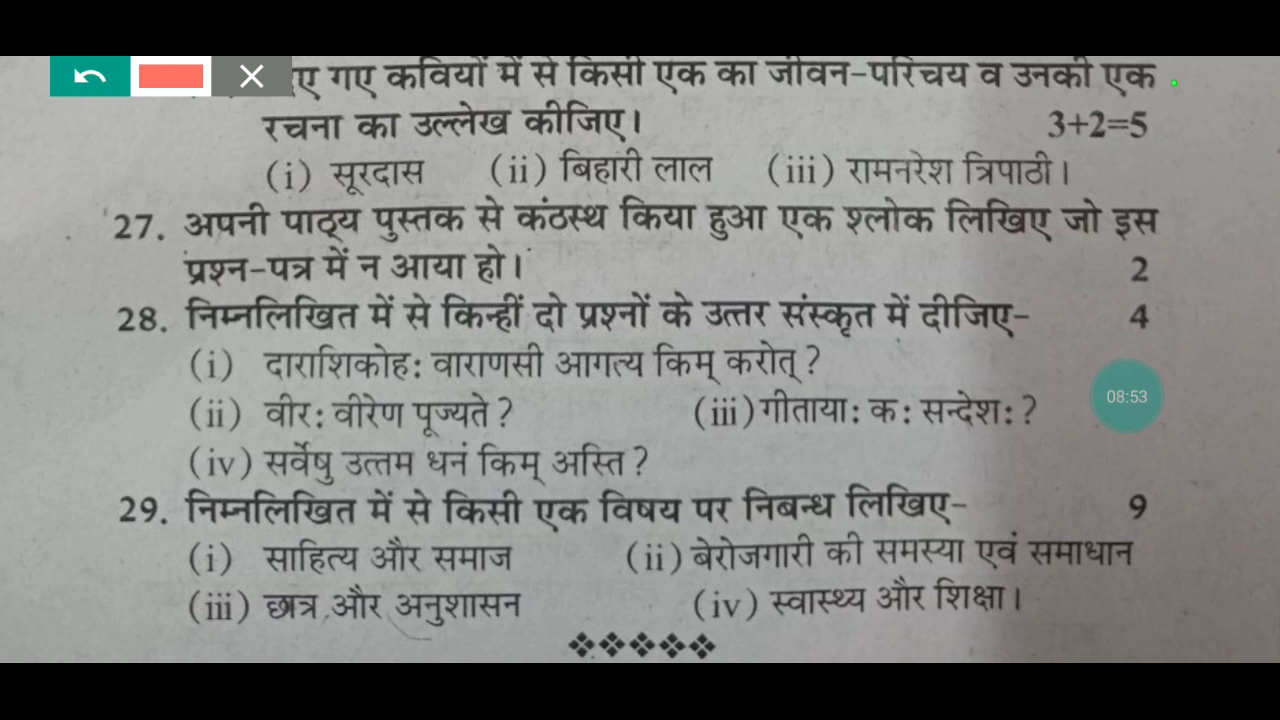 ए गए कवियों में से किसी एक का जीवन-परिचय व उनकी एक
रचना का उल्लेख कीजिए। 3+2=5
(i) सूरदास (ii) बिहारी लाल (iii) रामनरेश त्रिपाठी।
27. अपनी पाठ्य पुस्तक से कंठस्थ किया हुआ एक श्लोक लिखिए जो इस
प्रश्न-पत्र में न आया हो। 2
28. निम्नलिखित में से किन्हीं दो प्रश्नों के उत्तर संस्कृत में दीजिए- 4
(i) दाराशिकोह: वाराणसी आगत्य किम् करोत्?
(ii) वीर: वीरेण पूज्यते? (iii) गीताया: क: सन्देश:?
08:53
(iv) सर्वेषु उत्तम धनं किम् अस्ति?
29. निम्नलिखित में से किसी एक विषय पर निबन्ध लिखिए- 9
(i) साहित्य और समाज (ii) बेरोजगारी की समस्या एवं समाधान
(iii) छात्र और अनुशासन (iv) स्वास्थ्य और शिक्षा।